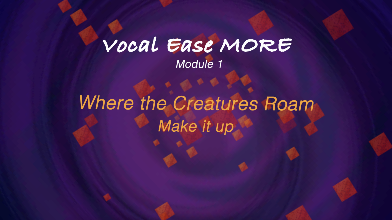 Vocal Ease MORE
Module 1
Where the Creatures Roam
Make it up